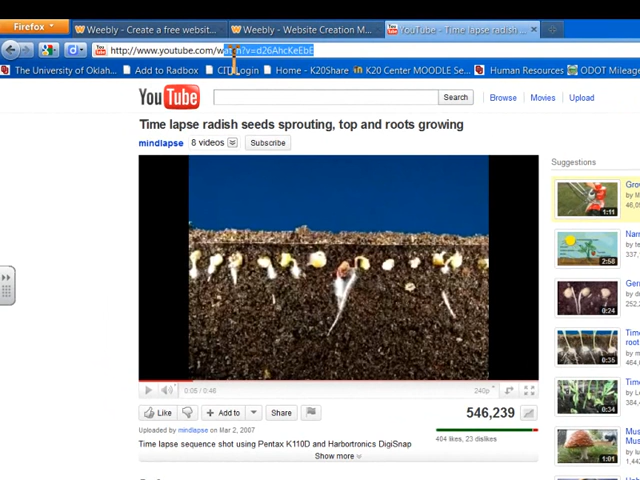 Firefox
Weebly - Create a free websit...
Weebly - Website Creation M...
YouTube - Time lapse radish s...
http://www.youtube.com/watch?v=d26AhcKeEbE
The University of Oklah...
Add to Radbox
CITLogin
Home - K20Share
K20 Center MOODLE Se...
Human Resources
ODOT Mileag
YouTube
Search
Browse
Movies
Upload
Time lapse radish seeds sprouting, top and roots growing
mindlapse 8 videos
Subscribe
Suggestions
1:11
2:58
0:24
0:35
0:34
1:01
0:05 / 0:46
240p
Like
Add to
Share
546,239
Uploaded by mindlapse on Mar 2, 2007
404 likes, 23 dislikes
Time lapse sequence shot using Pentax K110D and Harbortronics DigiSnap
Show more